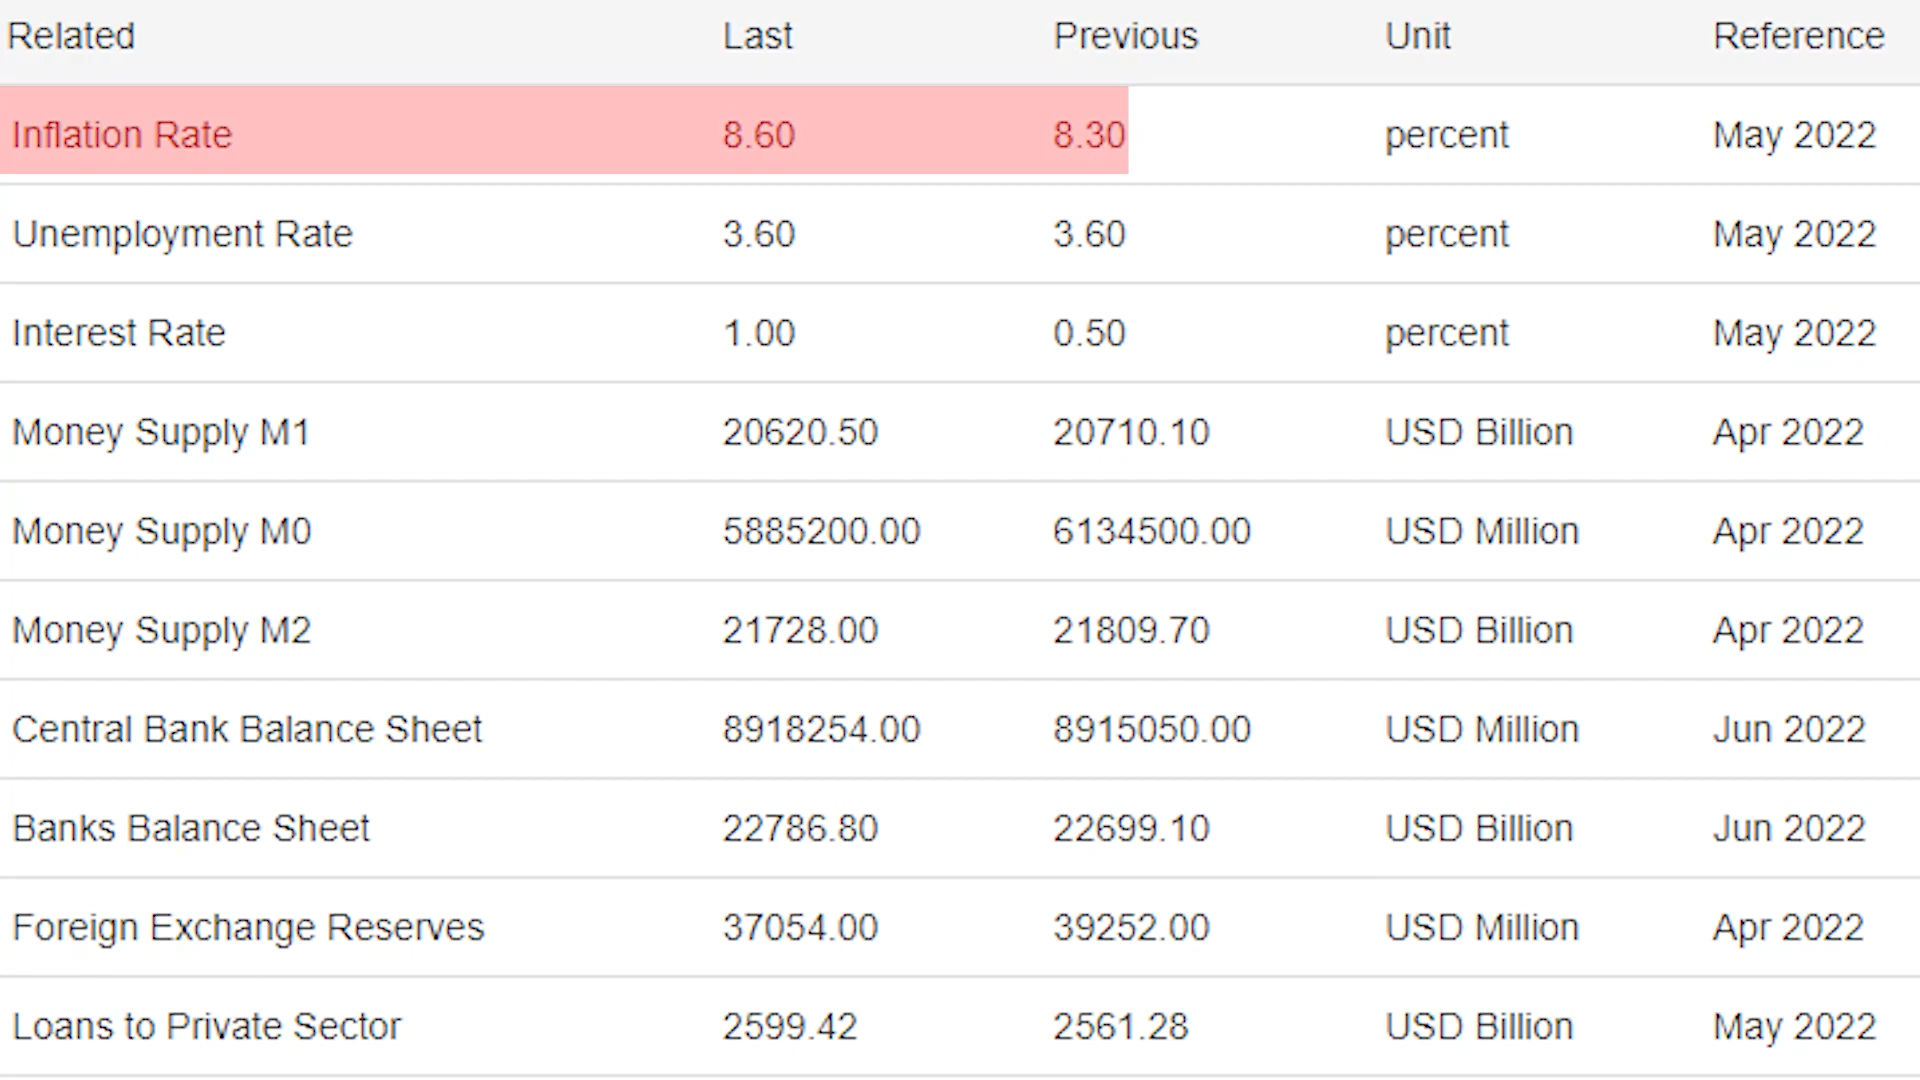 Related Last Previous Unit Reference
Inflation Rate 8.60 8.30 percent May 2022
Unemployment Rate 3.60 3.60 percent May 2022
Interest Rate 1.00 0.50 percent May 2022
Money Supply M1 20620.50 20710.10 USD Billion Apr 2022
Money Supply M0 5885200.00 6134500.00 USD Million Apr 2022
Money Supply M2 21728.00 21809.70 USD Billion Apr 2022
Central Bank Balance Sheet 8918254.00 8915050.00 USD Million Jun 2022
Banks Balance Sheet 22786.80 22699.10 USD Billion Jun 2022
Foreign Exchange Reserves 37054.00 39252.00 USD Million Apr 2022
Loans to Private Sector 2599.42 2561.28 USD Billion May 2022